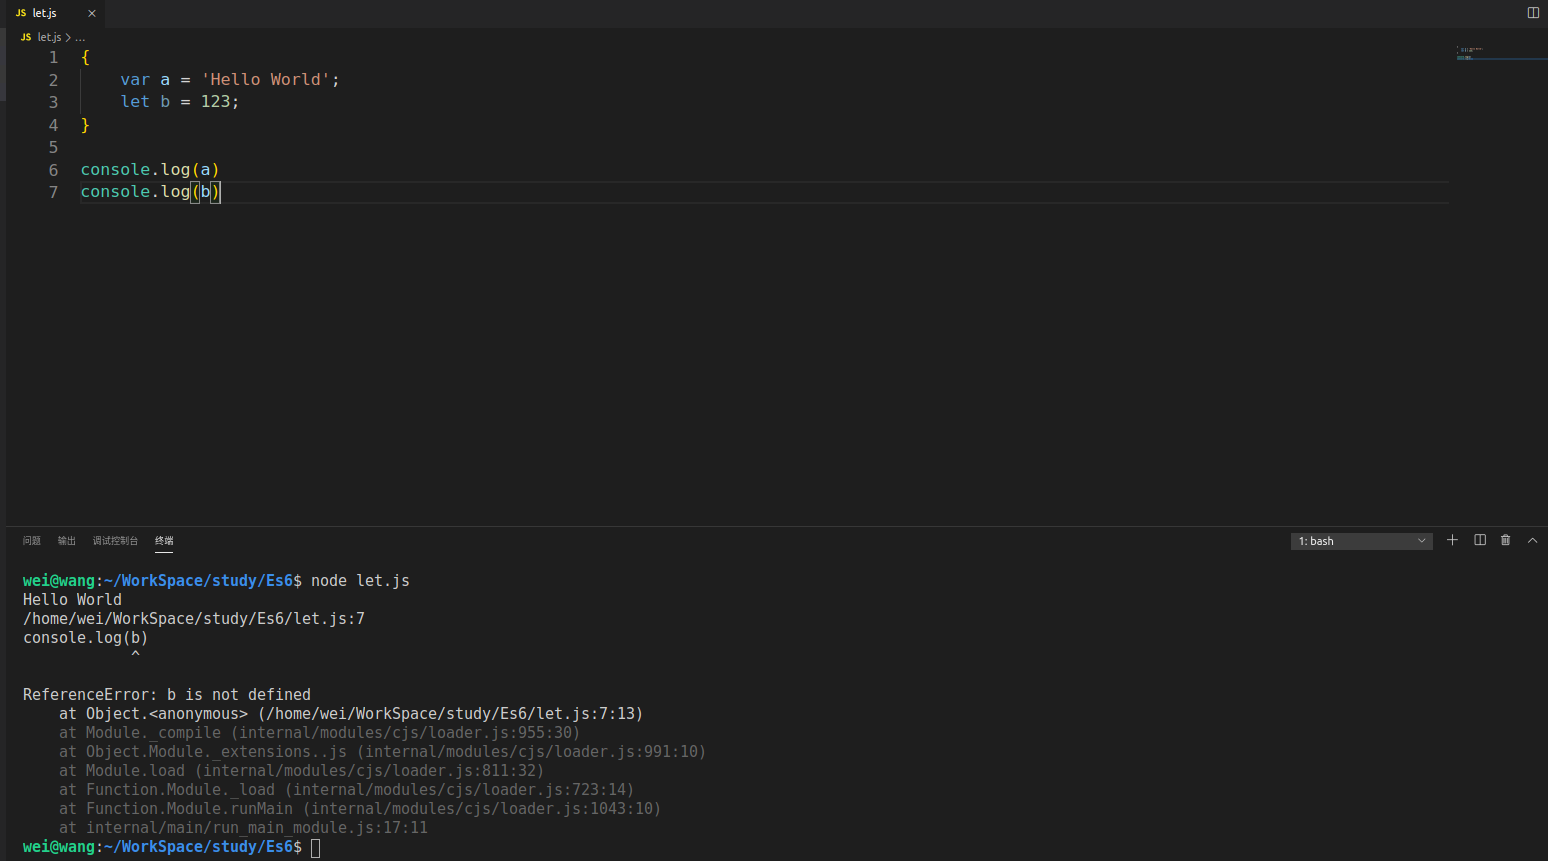 JS let.js ×
JS let.js > ...
1 {
2     var a = 'Hello World';
3     let b = 123;
4 }
5
6 console.log(a)
7 console.log(b)
问题 输出 调试控制台 终端 1: bash
wei@wang:~/WorkSpace/study/Es6$ node let.js
Hello World
/home/wei/WorkSpace/study/Es6/let.js:7
console.log(b)
            ^
ReferenceError: b is not defined
    at Object.<anonymous> (/home/wei/WorkSpace/study/Es6/let.js:7:13)
    at Module._compile (internal/modules/cjs/loader.js:955:30)
    at Object.Module._extensions..js (internal/modules/cjs/loader.js:991:10)
    at Module.load (internal/modules/cjs/loader.js:811:32)
    at Function.Module._load (internal/modules/cjs/loader.js:723:14)
    at Function.Module.runMain (internal/modules/cjs/loader.js:1043:10)
    at internal/main/run_main_module.js:17:11
wei@wang:~/WorkSpace/study/Es6$